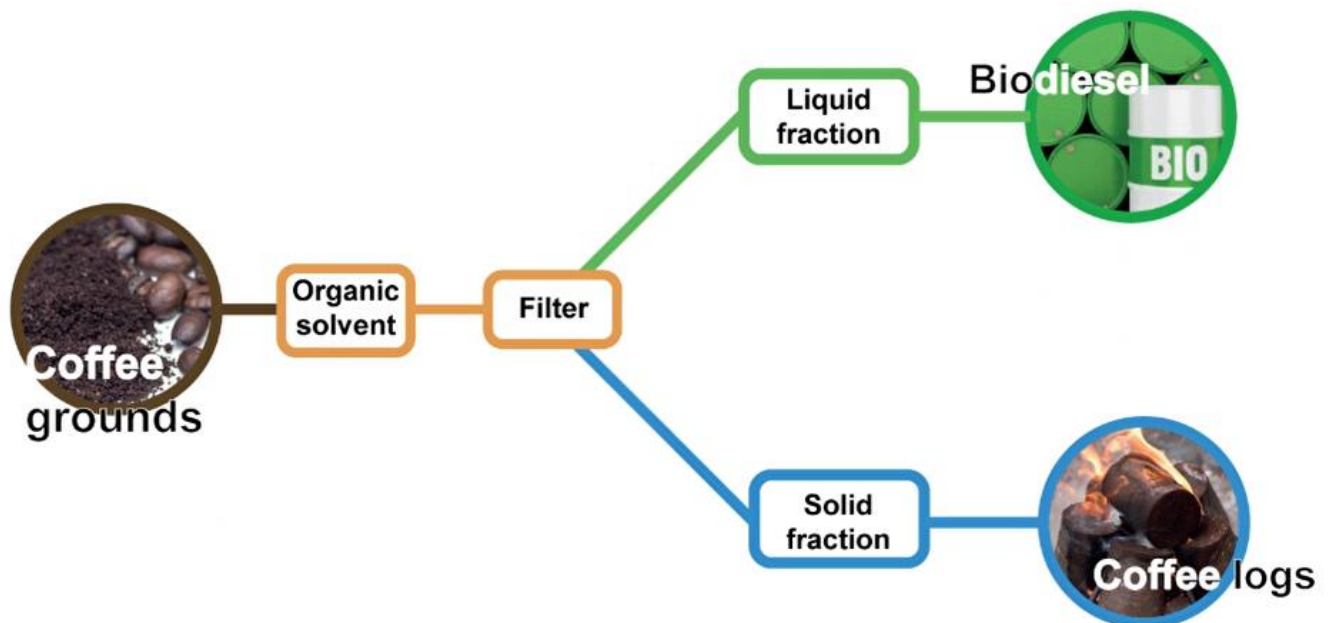 Coffee
grounds
Organic
solvent
Filter
Liquid
fraction
Biodiesel
BIO
Solid
fraction
Coffee logs